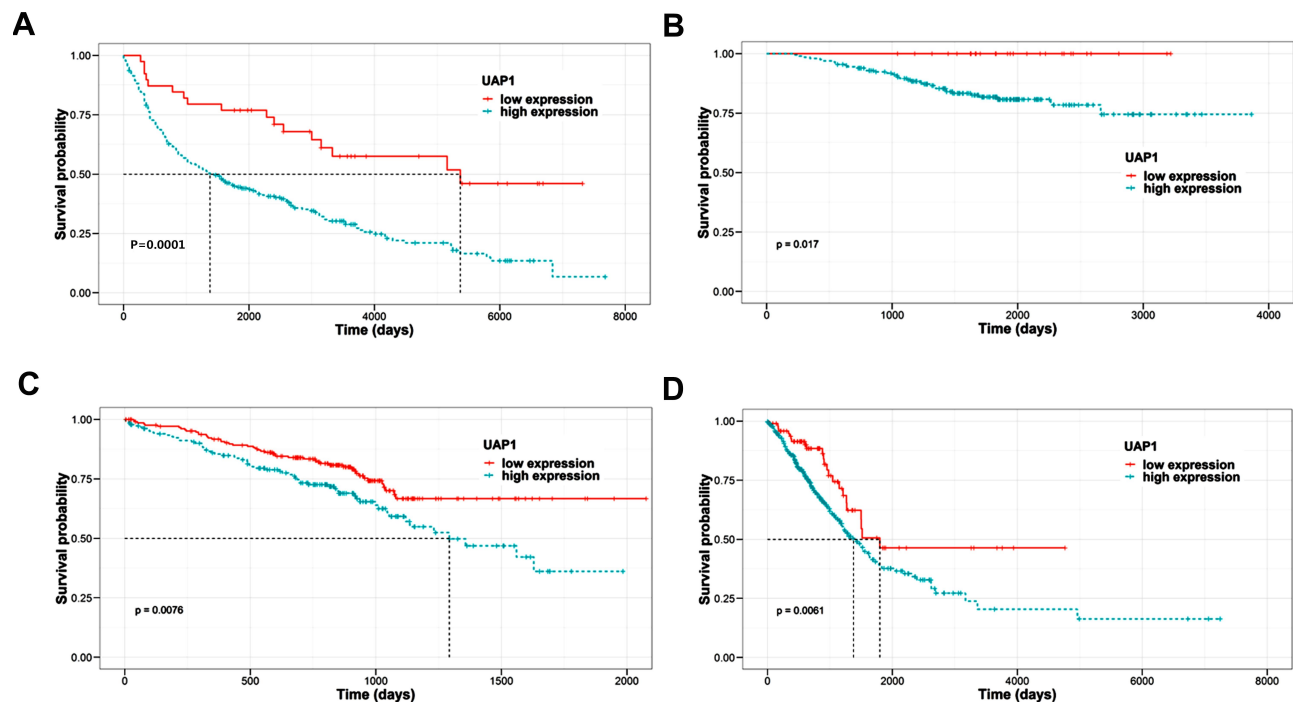 A
UAP1
low expression
high expression
Survival probability
1.00
0.75
0.50
0.25
0.00
P=0.0001
0 2000 4000 6000 8000
Time (days)
B
UAP1
low expression
high expression
Survival probability
1.00
0.75
0.50
0.25
0.00
p = 0.017
0 1000 2000 3000 4000
Time (days)
C
UAP1
low expression
high expression
Survival probability
1.00
0.75
0.50
0.25
0.00
p = 0.0076
0 500 1000 1500 2000
Time (days)
D
UAP1
low expression
high expression
Survival probability
1.00
0.75
0.50
0.25
0.00
p = 0.0061
0 2000 4000 6000 8000
Time (days)